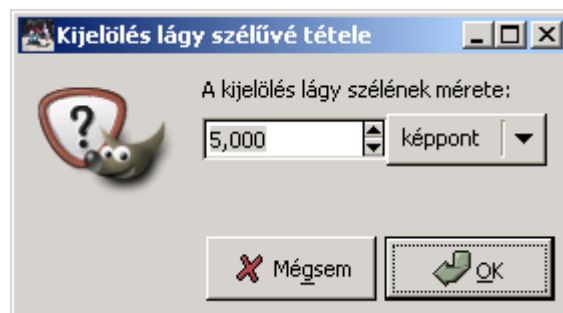 Kijelölés lágy szélűvé tétele
A kijelölés lágy szélének mérete:
5,000 képpont
Mégsem OK